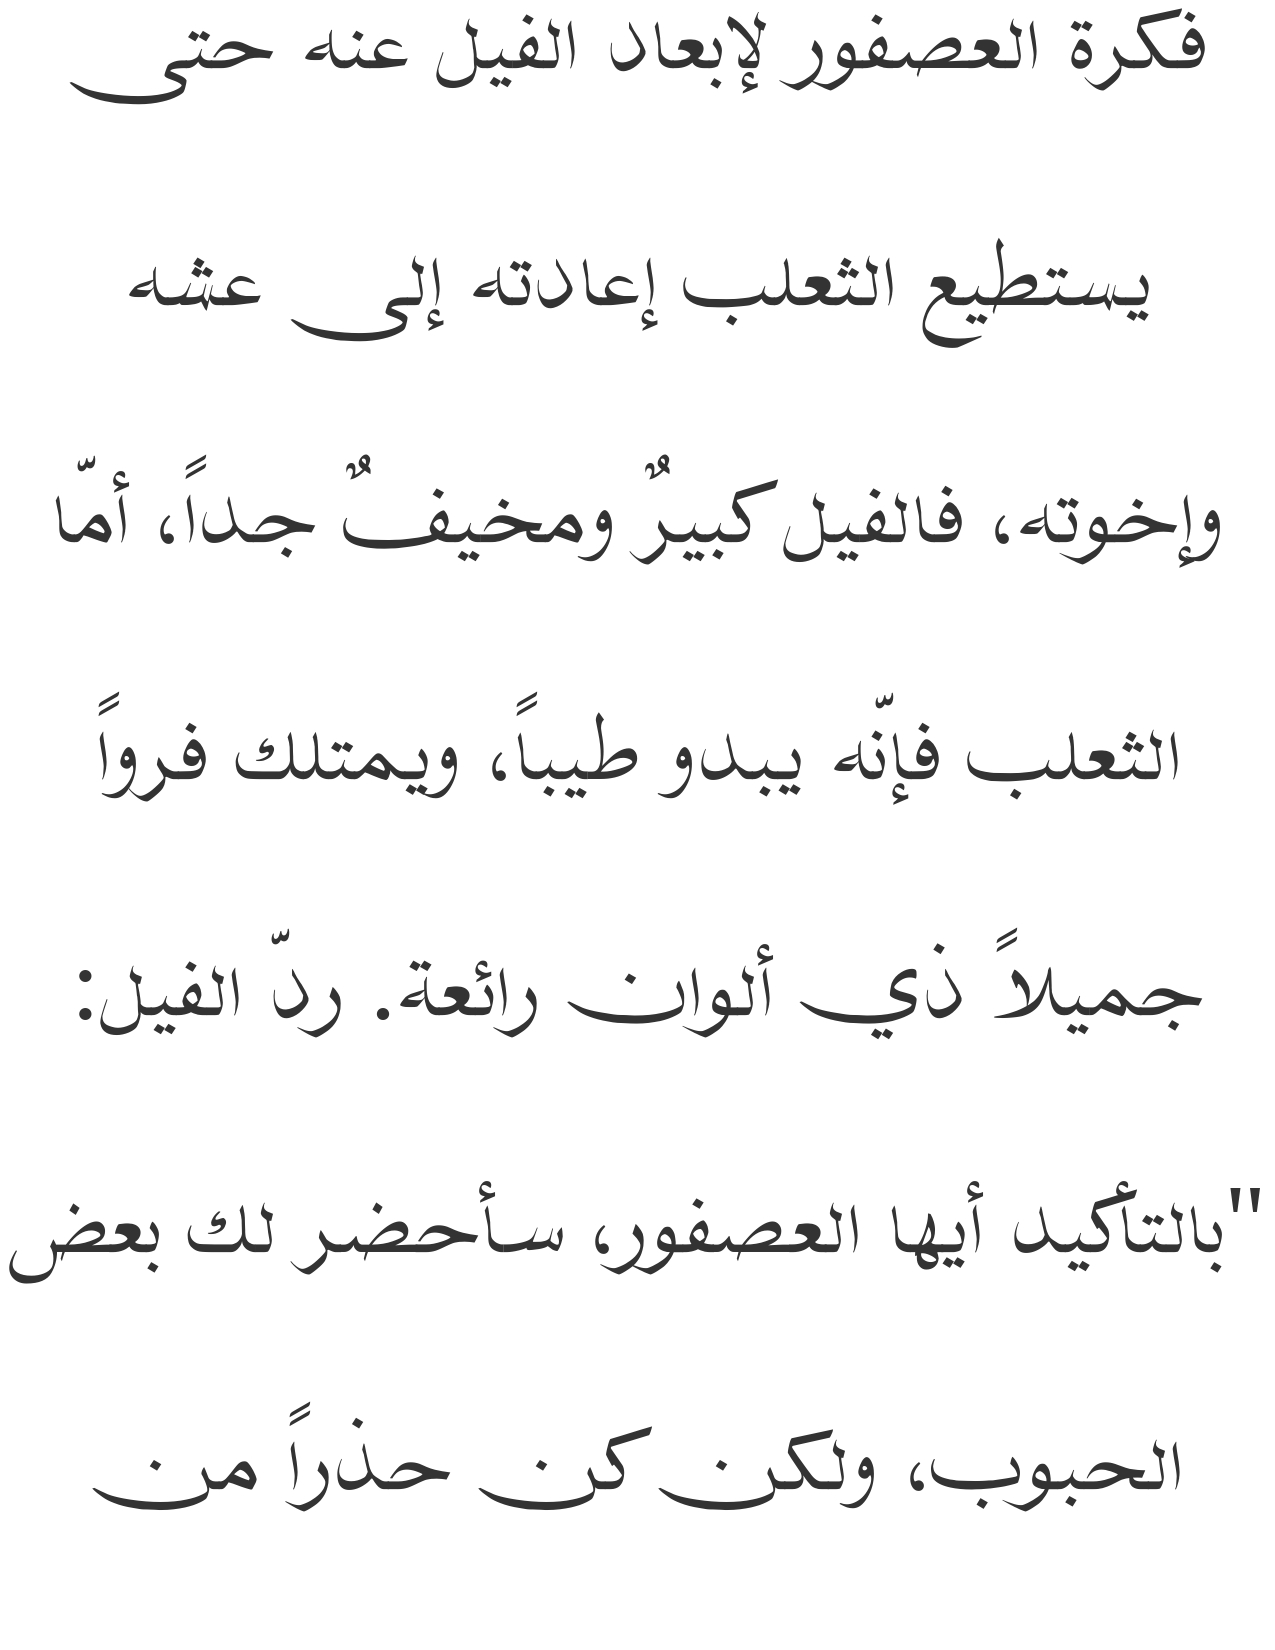 فكرة العصفور لإبعاد الفيل عنه حتى
يستطيع الثعلب إعادته إلى عشه
وإخوته، فالفيل كبيرٌ ومخيفٌ جداً، أمّا
الثعلب فإنّه يبدو طيباً، ويمتلك فرواً
جميلاً ذي ألوان رائعة. ردّ الفيل:
"بالتأكيد أيها العصفور، سأحضر لك بعض
الحبوب، ولكن كن حذراً من